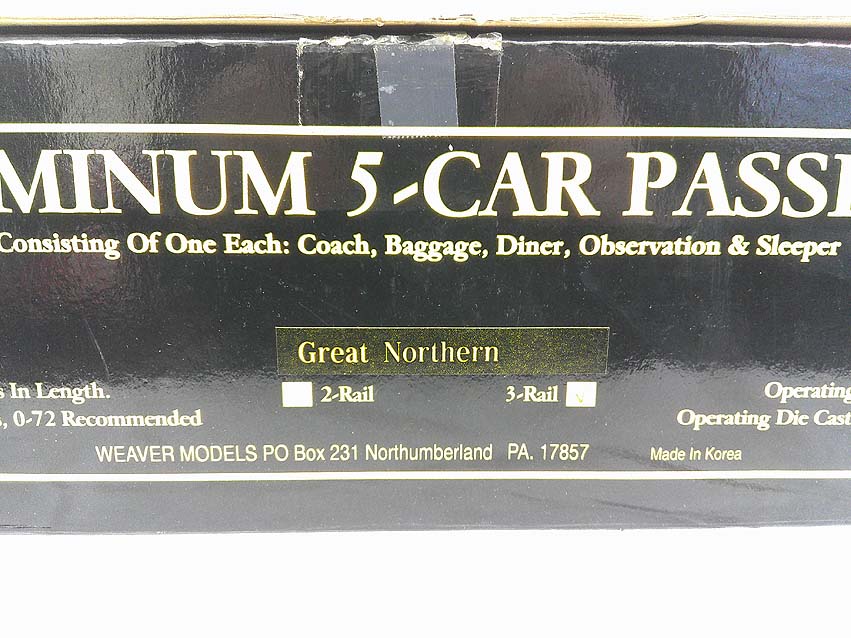 MINUM 5-CAR PASSE
Consisting Of One Each: Coach, Baggage, Diner, Observation & Sleeper
Great Northern
s In Length.
2-Rail 3-Rail
Operating
, 0-72 Recommended
Operating Die Cast
WEAVER MODELS PO Box 231 Northumberland PA. 17857
Made In Korea